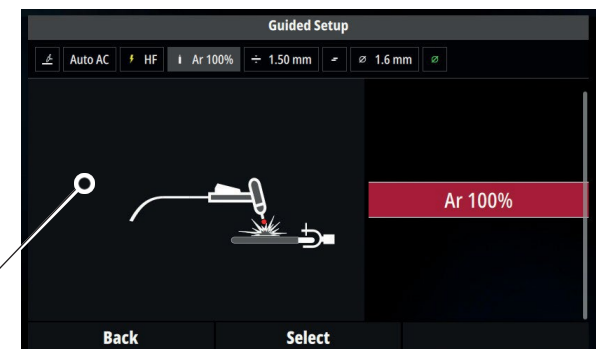 Guided Setup
Auto AC HF Ar 100% 1.50 mm ø 1.6 mm ø
Ar 100%
Back Select